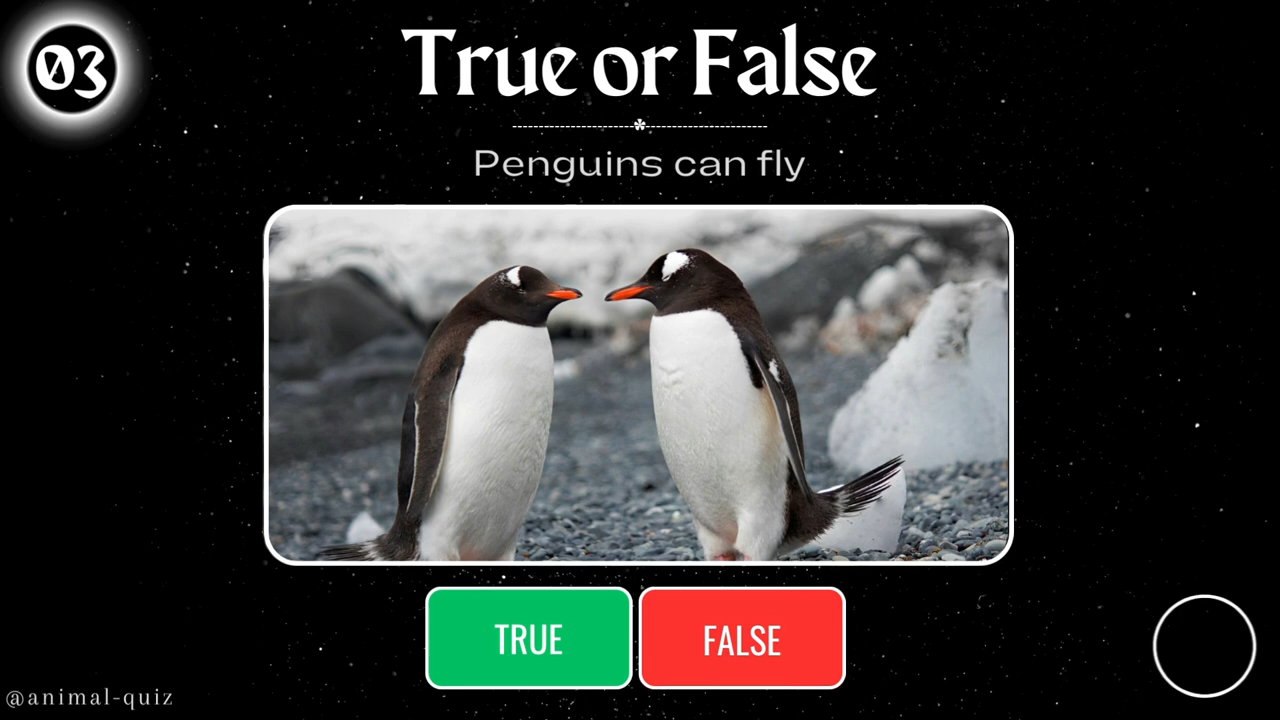 03
True or False
Penguins can fly
TRUE
FALSE
@animal-quiz